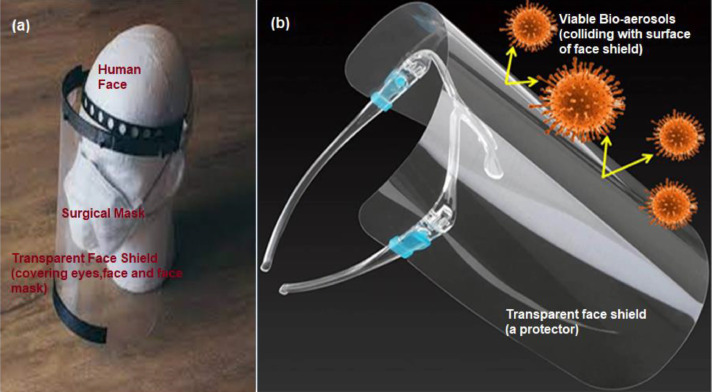 (a)
Human
Face
Surgical Mask
Transparent Face Shield
(covering eyes,face and face
mask)
(b)
Viable Bio-aerosols
(colliding with surface
of face shield)
Transparent face shield
(a protector)